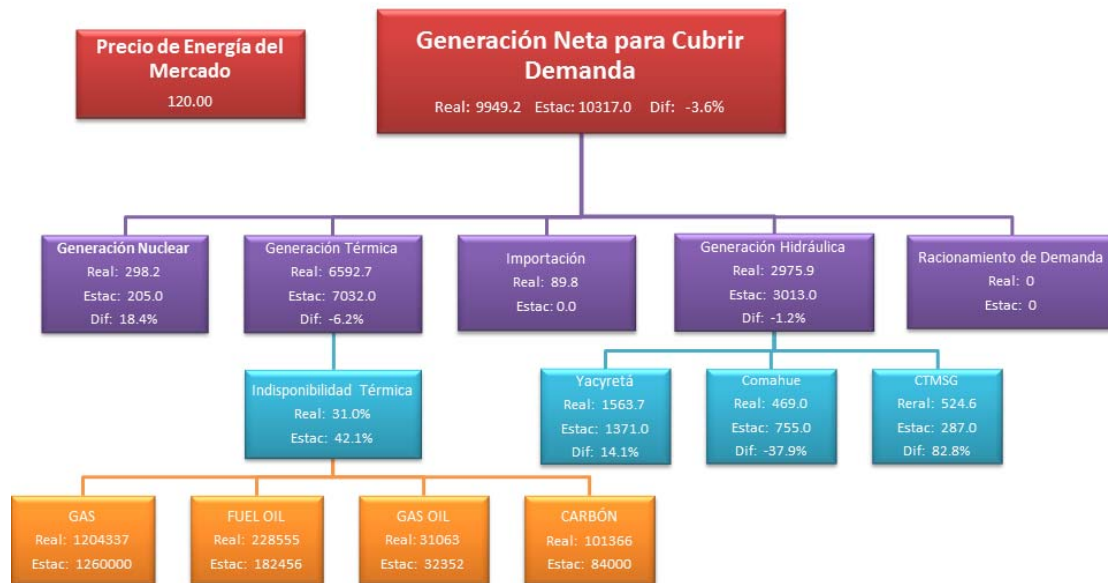 Precio de Energía del
Mercado
120.00
Generación Neta para Cubrir
Demanda
Real: 9949.2 Estac: 10317.0 Dif: -3.6%
Generación Nuclear
Real: 298.2
Estac: 205.0
Dif: 18.4%
Generación Térmica
Real: 6592.7
Estac: 7032.0
Dif: -6.2%
Importación
Real: 89.8
Estac: 0.0
Generación Hidráulica
Real: 2975.9
Estac: 3013.0
Dif: -1.2%
Racionamiento de Demanda
Real: 0
Estac: 0
Indisponibilidad Térmica
Real: 31.0%
Estac: 42.1%
Yacyretá
Real: 1563.7
Estac: 1371.0
Dif: 14.1%
Comahue
Real: 469.0
Estac: 755.0
Dif: -37.9%
CTMSG
Reral: 524.6
Estac: 287.0
Dif: 82.8%
GAS
Real: 1204337
Estac: 1260000
FUEL OIL
Real: 228555
Estac: 182456
GAS OIL
Real: 31063
Estac: 32352
CARBÓN
Real: 101366
Estac: 84000